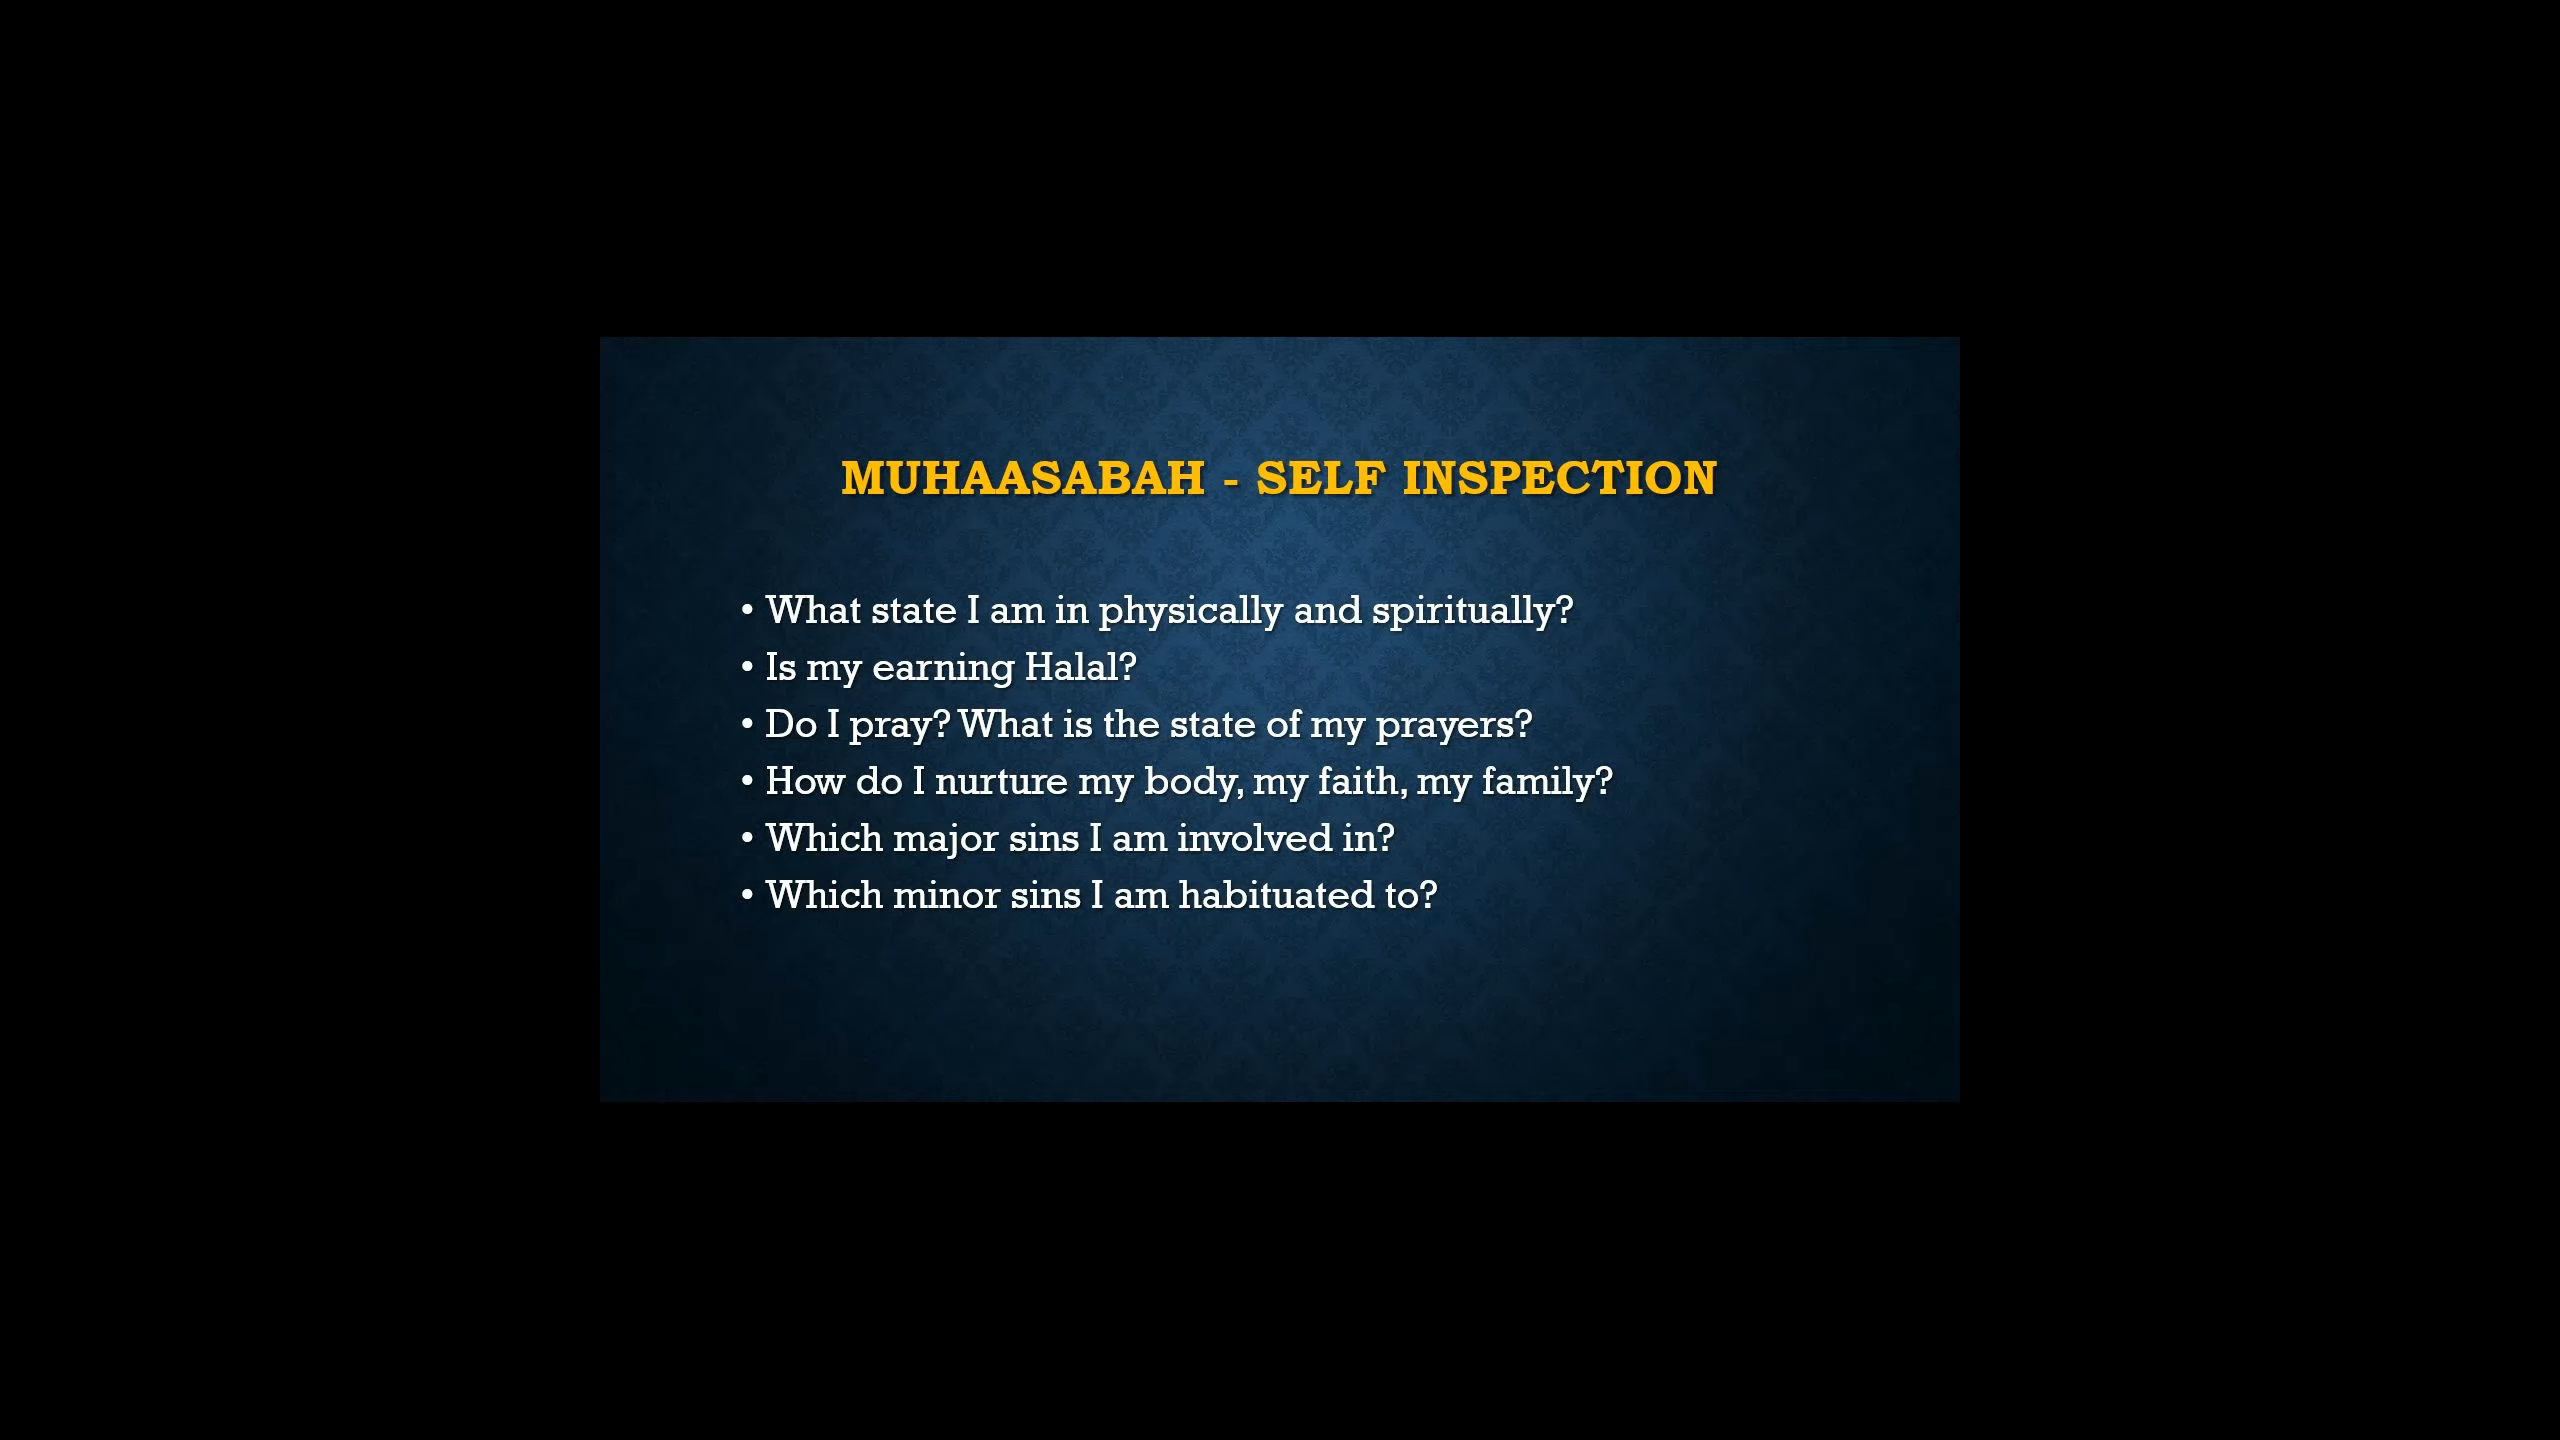 MUHAASABAH - SELF INSPECTION
• What state I am in physically and spiritually?
• Is my earning Halal?
• Do I pray? What is the state of my prayers?
• How do I nurture my body, my faith, my family?
• Which major sins I am involved in?
• Which minor sins I am habituated to?